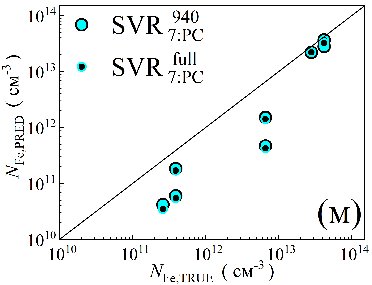 10^14
SVR 940 7:PC
SVR full 7:PC
10^13
10^12
10^11
10^10
N_Fe,PRED ( см^-3 )
(м)
10^10 10^11 10^12 10^13 10^14
N_Fe,TRUE ( см^-3 )